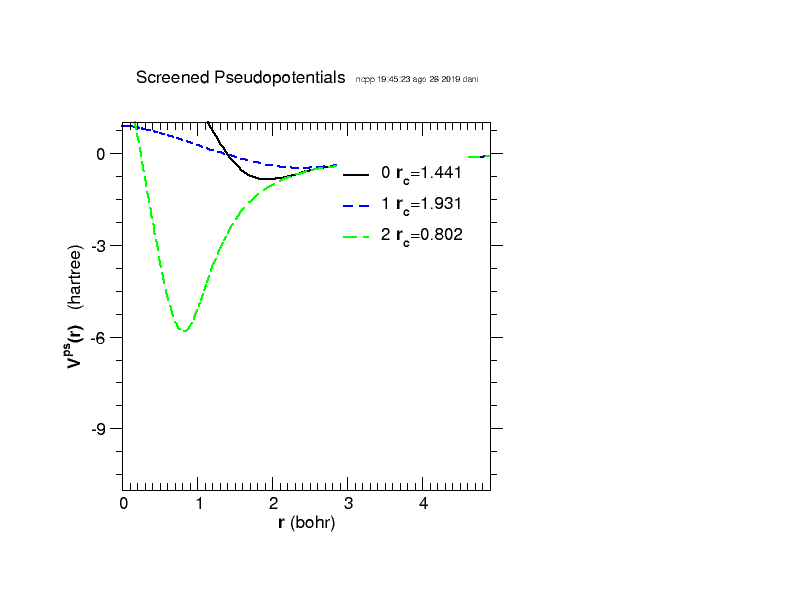 Screened Pseudopotentials ncpp 19:45:23 ago 26 2019 dani
0
-3
-6
-9
V^ps(r) (hartree)
0 r_c=1.441
1 r_c=1.931
2 r_c=0.802
0 1 2 3 4
r (bohr)